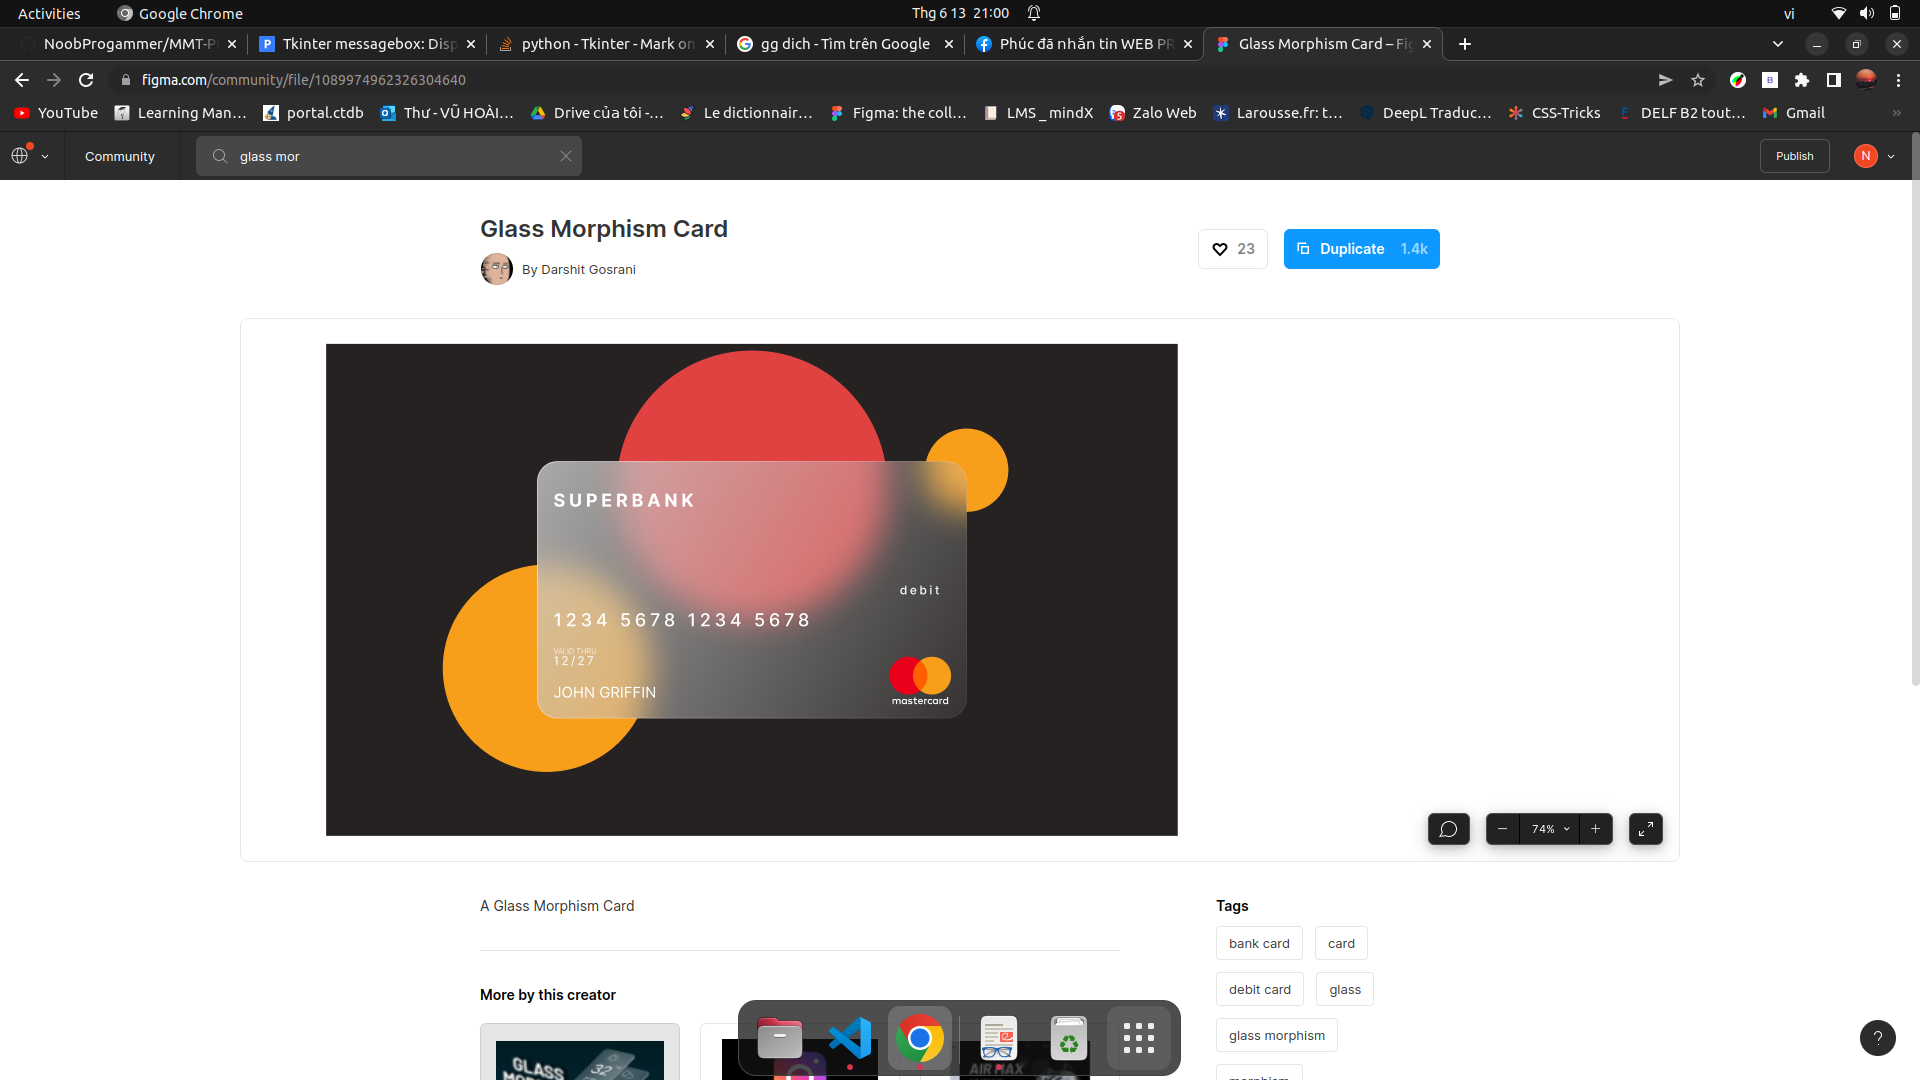 Activities
Google Chrome
Thg 6 13 21:00
vi
NoobProgammer/MMT-P
Tkinter messagebox: Disp
python - Tkinter - Mark on
gg dich - Tìm trên Google
Phúc đã nhắn tin WEB PR
Glass Morphism Card – Fig
figma.com/community/file/1089974962326304640
YouTube
Learning Man...
portal.ctdb
Thư - VŨ HOÀI...
Drive của tôi -...
Le dictionnair...
Figma: the coll...
LMS _ mindX
Zalo Web
Larousse.fr: t...
DeepL Traduc...
CSS-Tricks
DELF B2 tout...
Gmail
»
Community
glass mor
Publish
N
Glass Morphism Card
By Darshit Gosrani
23
Duplicate 1.4k
SUPERBANK
debit
1234 5678 1234 5678
VALID THRU
12/27
JOHN GRIFFIN
mastercard
74%
A Glass Morphism Card
Tags
bank card
card
debit card
glass
glass morphism
morphism
More by this creator
GLASS
32°
AIR MAX
?